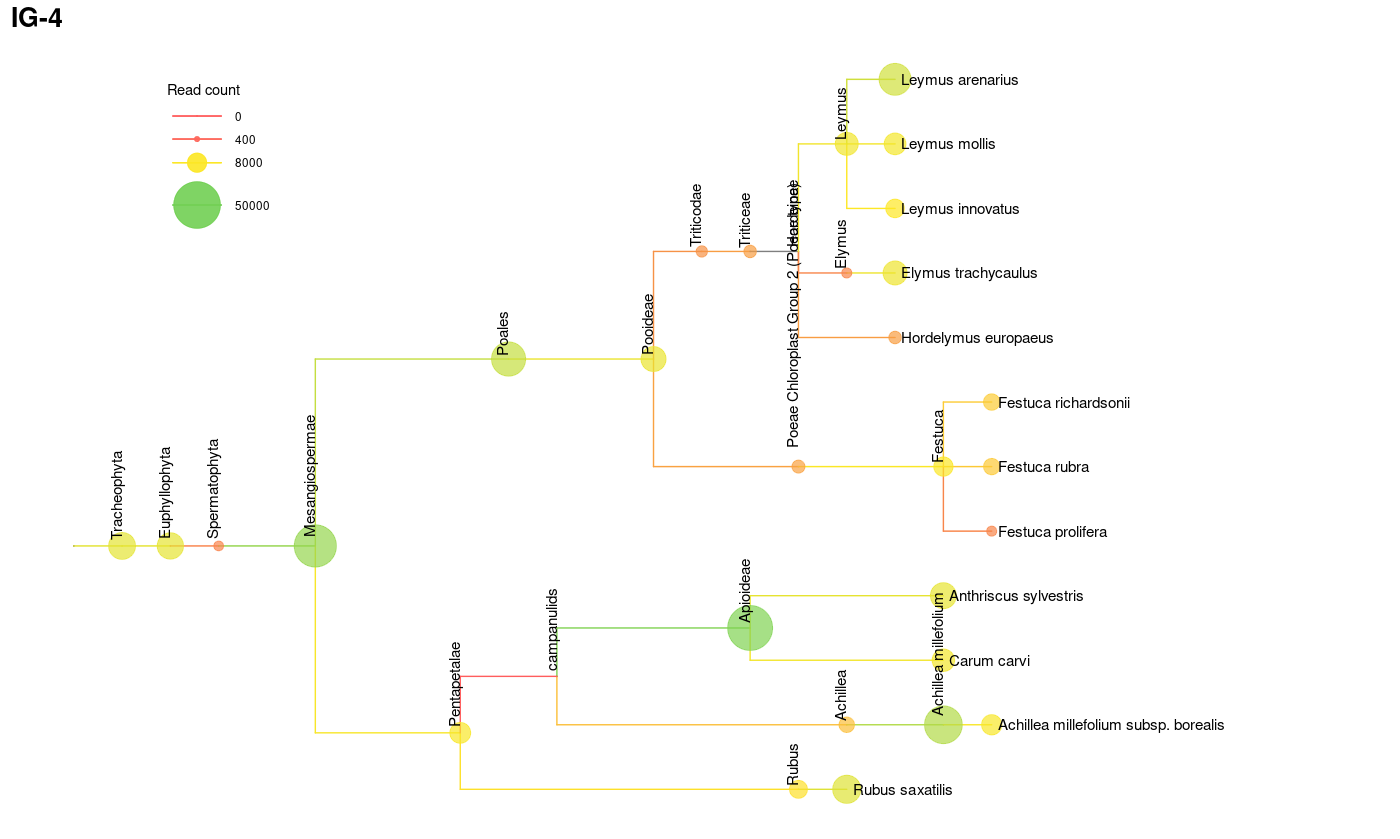 IG-4
Read count
0
400
8000
50000
Tracheophyta
Euphyllophyta
Spermatophyta
Mesangiospermae
Poales
Pooideae
Triticodae
Triticeae
Hordeinae
Poeae Chloroplast Group 2 (Poeae type)
Leymus
Leymus arenarius
Leymus mollis
Leymus innovatus
Elymus
Elymus trachycaulus
Hordelymus europaeus
Festuca
Festuca richardsonii
Festuca rubra
Festuca prolifera
Pentapetalae
campanulids
Apioideae
Anthriscus sylvestris
Carum carvi
Achillea
Achillea millefolium
Achillea millefolium subsp. borealis
Rubus
Rubus saxatilis